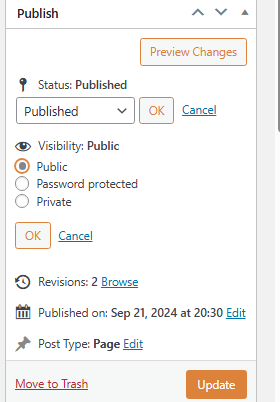 Publish
Preview Changes
Status: Published
Published OK Cancel
Visibility: Public
Public
Password protected
Private
OK Cancel
Revisions: 2 Browse
Published on: Sep 21, 2024 at 20:30 Edit
Post Type: Page Edit
Move to Trash Update